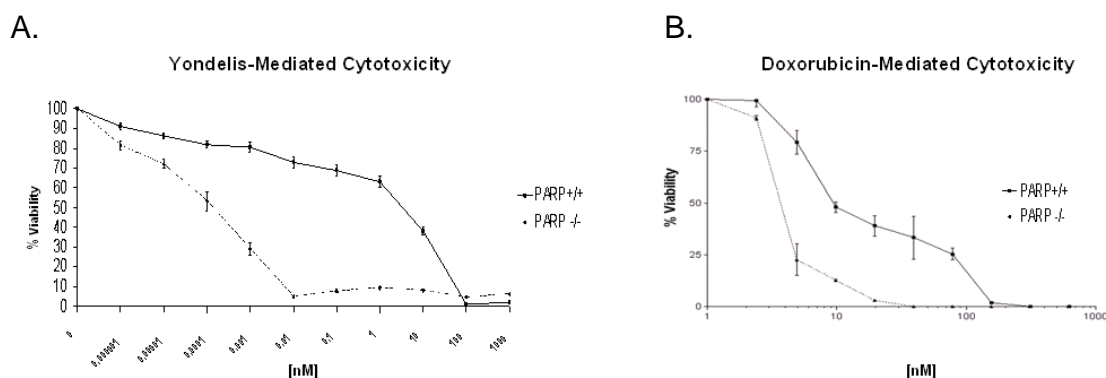 A.
Yondelis-Mediated Cytotoxicity
% Viability
100
90
80
70
60
50
40
30
20
10
0
0
0,000001
0,00001
0,0001
0,001
0,01
0,1
1
10
100
1000
[nM]
PARP+/+
PARP -/-
B.
Doxorubicin-Mediated Cytotoxicity
% Viability
100
75
50
25
0
1
10
100
1000
[nM]
PARP+/+
PARP -/-